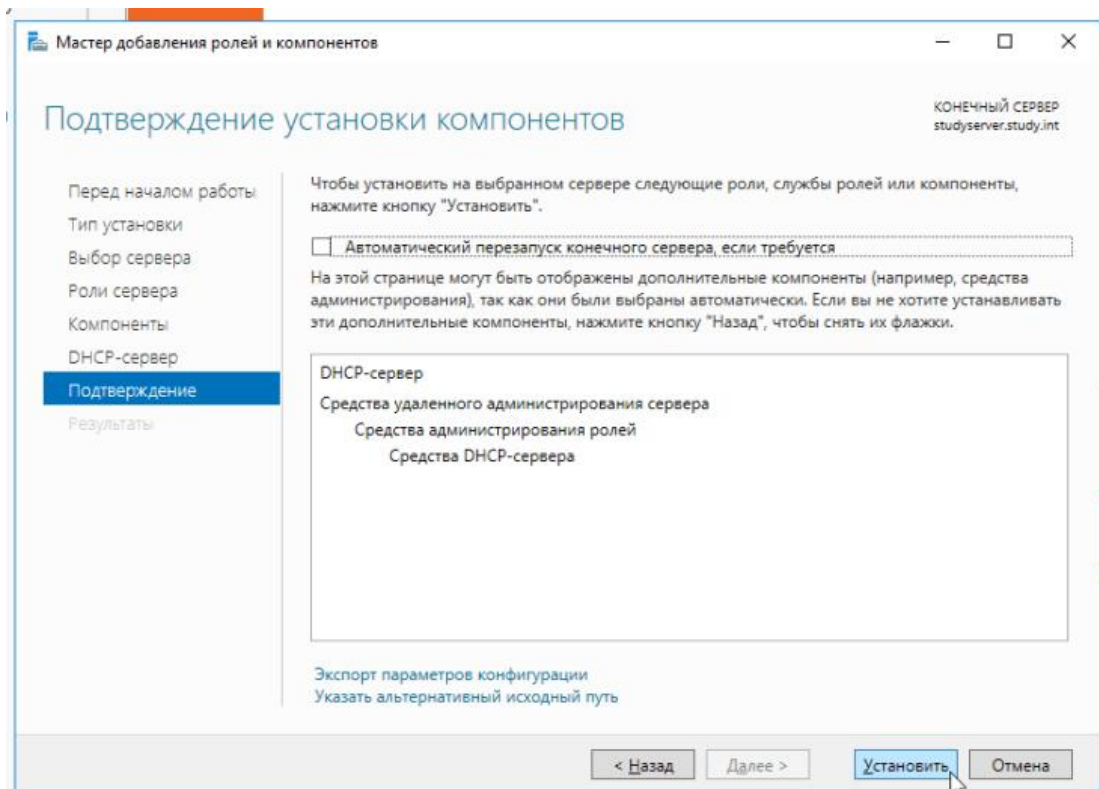 Мастер добавления ролей и компонентов
Подтверждение установки компонентов
КОНЕЧНЫЙ СЕРВЕР
studyserver.study.int
Перед началом работы
Тип установки
Выбор сервера
Роли сервера
Компоненты
DHCP-сервер
Подтверждение
Результаты
Чтобы установить на выбранном сервере следующие роли, службы ролей или компоненты,
нажмите кнопку "Установить".
Автоматический перезапуск конечного сервера, если требуется
На этой странице могут быть отображены дополнительные компоненты (например, средства
администрирования), так как они были выбраны автоматически. Если вы не хотите устанавливать
эти дополнительные компоненты, нажмите кнопку "Назад", чтобы снять их флажки.
DHCP-сервер
Средства удаленного администрирования сервера
Средства администрирования ролей
Средства DHCP-сервера
Экспорт параметров конфигурации
Указать альтернативный исходный путь
< Назад
Далее >
Установить
Отмена